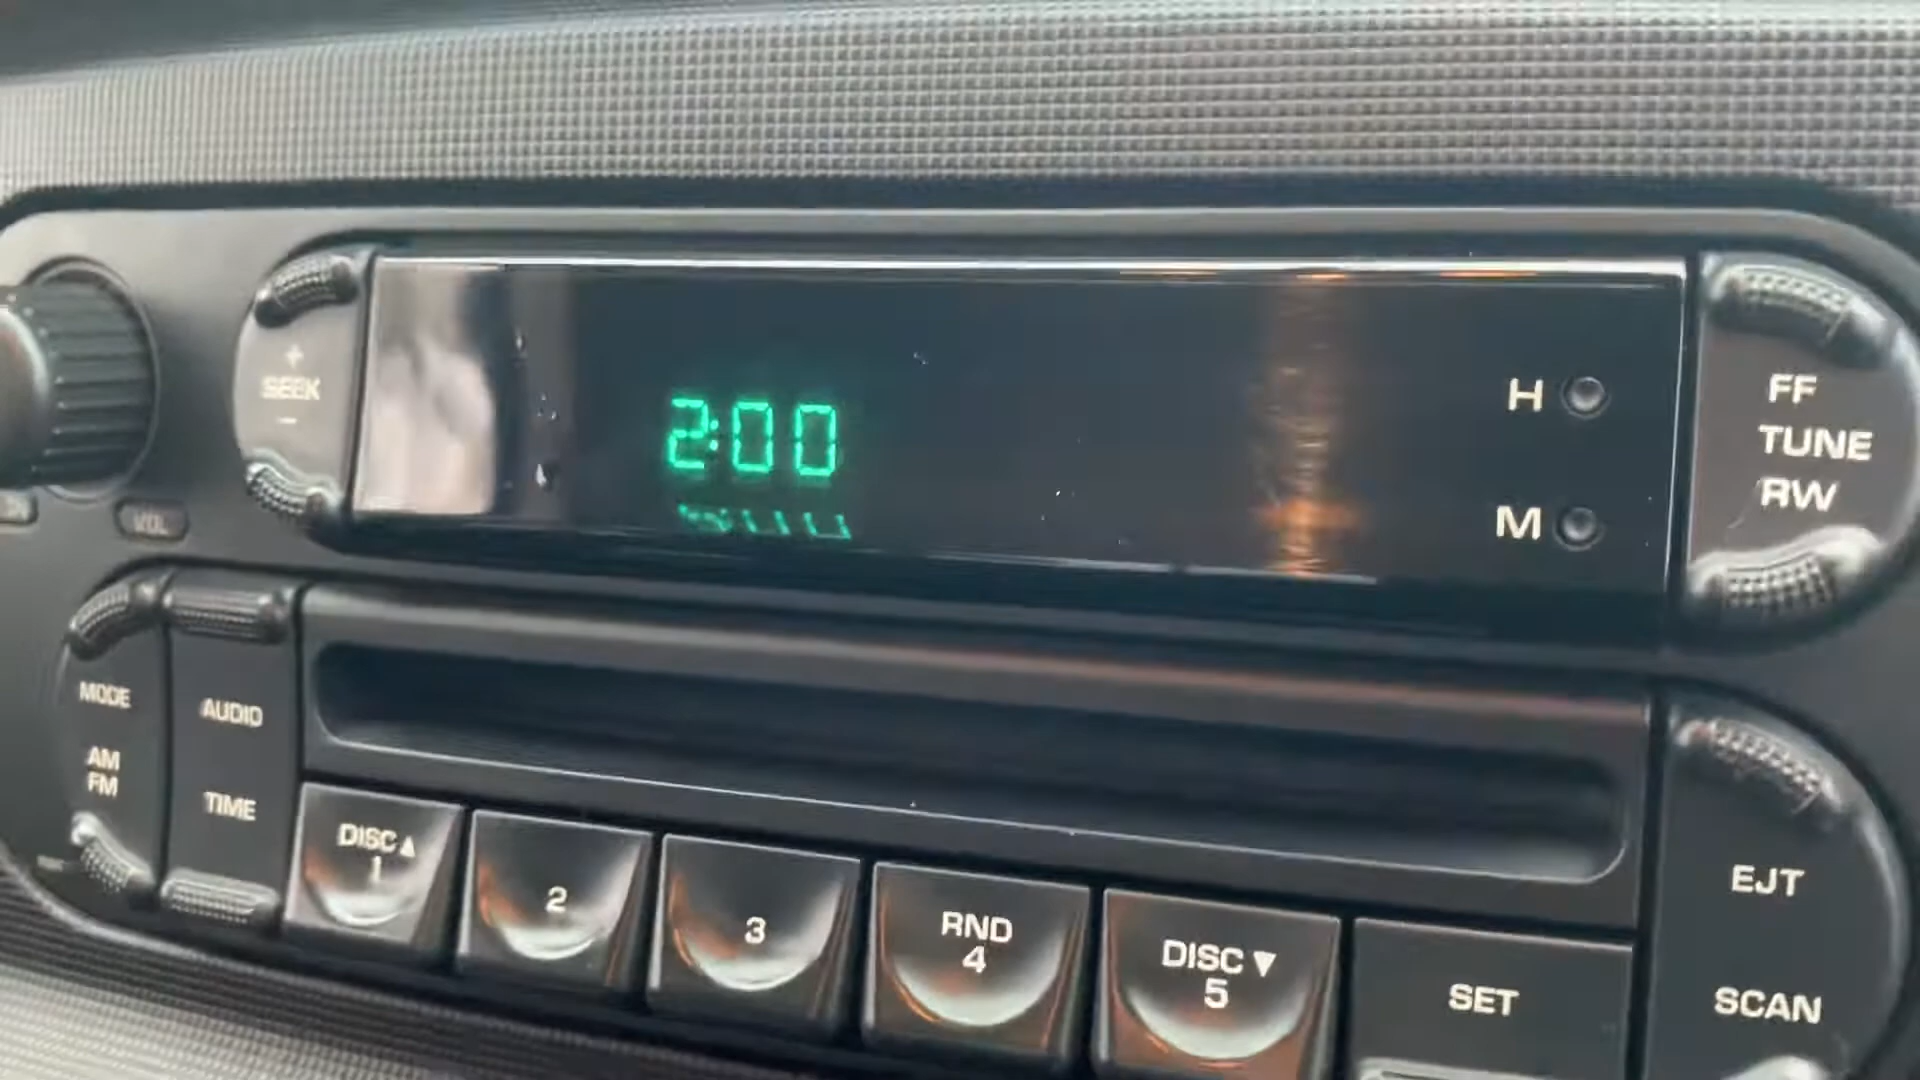 +
SEEK
-
2:00
H
M
FF
TUNE
RW
VOL
MODE
AM
FM
AUDIO
TIME
DISC▲
1
2
3
RND
4
DISC▼
5
SET
EJT
SCAN